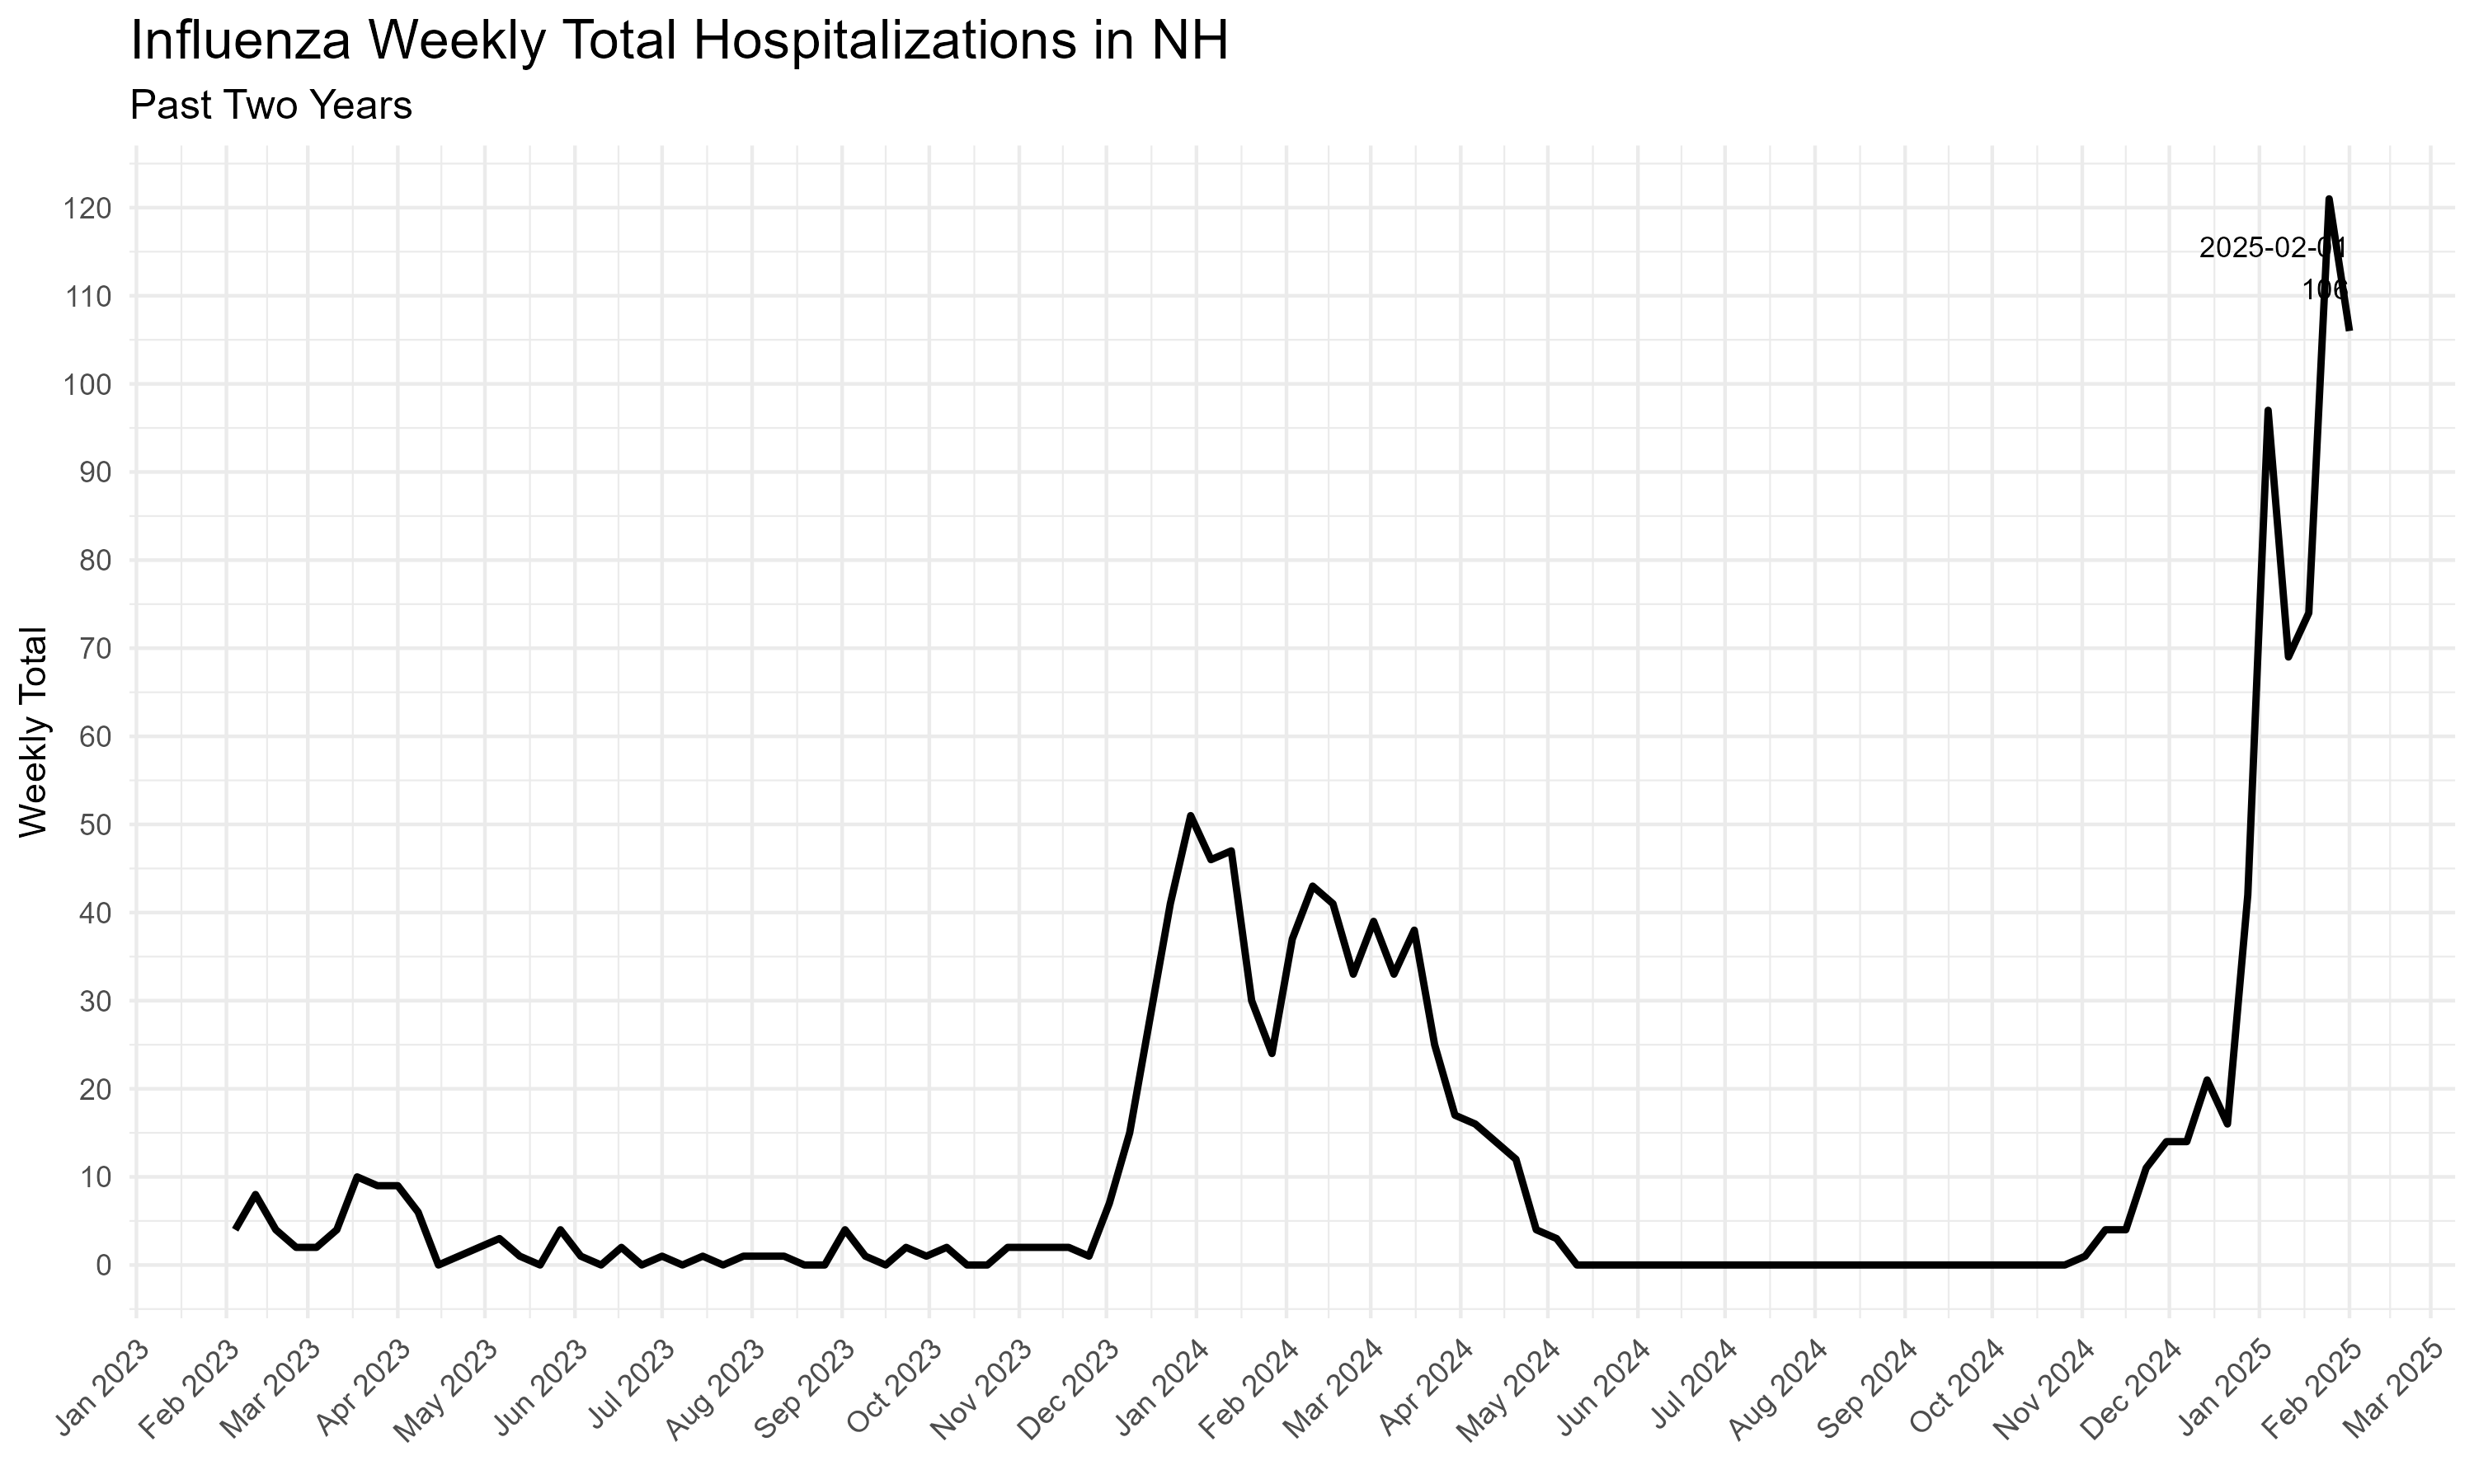 Influenza Weekly Total Hospitalizations in NH
Past Two Years
Weekly Total
120
110
100
90
80
70
60
50
40
30
20
10
0
2025-02-01
106
Jan 2023
Feb 2023
Mar 2023
Apr 2023
May 2023
Jun 2023
Jul 2023
Aug 2023
Sep 2023
Oct 2023
Nov 2023
Dec 2023
Jan 2024
Feb 2024
Mar 2024
Apr 2024
May 2024
Jun 2024
Jul 2024
Aug 2024
Sep 2024
Oct 2024
Nov 2024
Dec 2024
Jan 2025
Feb 2025
Mar 2025